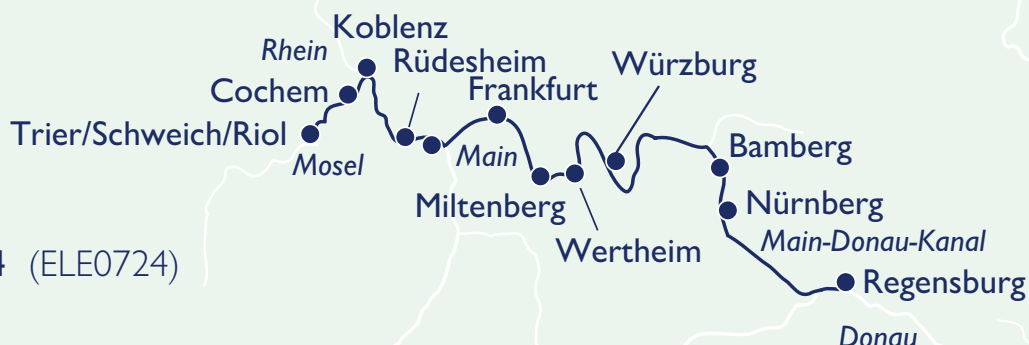 Koblenz
Rhein
Rüdesheim
Würzburg
Cochem
Frankfurt
Trier/Schweich/Riol
Mosel
Main
Bamberg
Miltenberg
Nürnberg
Wertheim
Main-Donau-Kanal
(ELE0724)
Regensburg
Donau